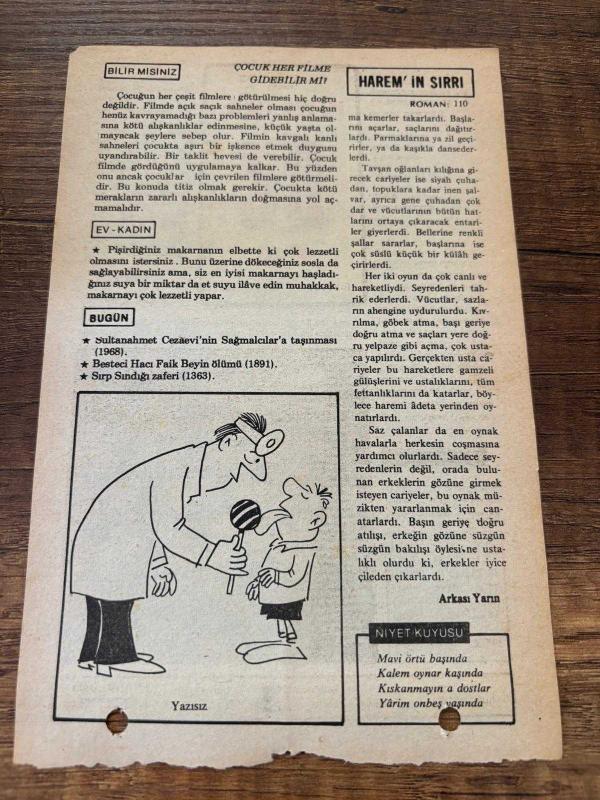 BİLİR MİSİNİZ
ÇOCUK HER FİLME
GİDEBİLİR Mİ?
Çocuğun her çeşit filmlere götürülmesi hiç doğru
değildir. Filmde açık saçık sahneler olması çocuğun
henüz kavrayamadığı bazı problemleri yanlış anlama-
sına kötü alışkanlıklar edinmesine, küçük yaşta ol-
mayacak şeylere sebep olur. Filmin kavgalı kanlı
sahneleri çocukta aşırı bir işkence etmek duygusu
uyandırabilir. Bir taklit hevesi de verebilir. Çocuk
filmde gördüğünü uygulamaya kalkar. Bu yüzden
onu ancak çocuklar için çevrilen filmlere götürmeli-
dir. Bu konuda titiz olmak gerekir. Çocukta kötü
merakların zararlı alışkanlıkların doğmasına yol aç-
mamalıdır.
EV - KADIN
★ Pişirdiğiniz makarnanın elbette ki çok lezzetli
olmasını istersiniz . Bunu üzerine dökeceğiniz sosla da
sağlayabilirsiniz ama, siz en iyisi makarnayı haşladı-
ğınız suya bir miktar da et suyu ilâve edin muhakkak,
makarnayı çok lezzetli yapar.
BUGÜN
★ Sultanahmet Cezaevi'nin Sağmalcılar'a taşınması
(1968).
★ Besteci Hacı Faik Beyin ölümü (1891).
★ Sırp Sındığı zaferi (1363).
Yazısız
HAREM' İN SIRRI
ROMAN: 110
ma kemerler takarlardı. Başla-
rını açarlar, saçlarını dağıtır-
lardı. Parmaklarına ya zil geçi-
rirler, ya da kaşıkla danseder-
lerdi.
Tavşan oğlanları kılığına gi-
recek cariyeler ise siyah çuha-
dan, topuklara kadar inen şal-
var, ayrıca gene çuhadan çok
dar ve vücutlarının bütün hat-
larını ortaya çıkaracak entari-
ler giyerlerdi. Bellerine renkli
şallar sararlar, başlarına ise
çok süslü küçük bir külâh ge-
çirirlerdi.
Her iki oyun da çok canlı ve
hareketliydi. Seyredenleri tah-
rik ederlerdi. Vücutlar, sazla-
rın ahengine uydurulurdu. Kıv-
rılma, göbek atma, başı geriye
doğru atma ve saçları yere doğ-
ru yelpaze gibi açma, çok usta-
ca yapılırdı. Gerçekten usta ca-
riyeler bu hareketlere gamzeli
gülüşlerini ve ustalıklarını, tüm
fettanlıklarını da katarlar, böy-
lece haremi âdeta yerinden oy-
natırlardı.
Saz çalanlar da en oynak
havalarla herkesin coşmasına
yardımcı olurlardı. Sadece sey-
redenlerin değil, orada bulu-
nan erkeklerin gözüne girmek
isteyen cariyeler, bu oynak mü-
zikten yararlanmak için can-
atarlardı. Başın geriye doğru
atılışı, erkeğin gözüne süzgün
süzgün bakılışı öylesine usta-
lıklı olurdu ki, erkekler iyice
çileden çıkarlardı.
Arkası Yarın
NİYET KUYUSU
Mavi örtü başında
Kalem oynar kaşında
Kıskanmayın a dostlar
Yârim onbeş yaşında